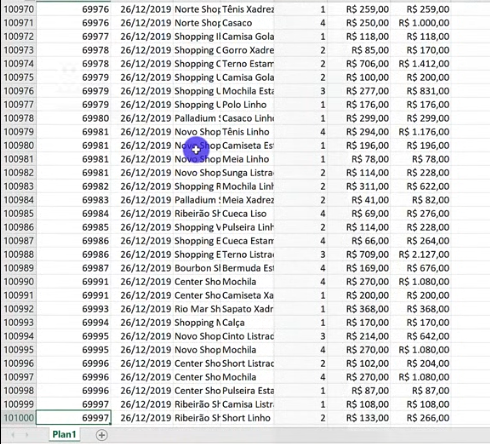 100970 69976 26/12/2019 Norte Shop Tênis Xadrez 1 R$ 259,00 R$ 259,00
100971 69976 26/12/2019 Norte Shop Casaco 4 R$ 250,00 R$ 1.000,00
100972 69977 26/12/2019 Shopping I Camisa Gola 1 R$ 118,00 R$ 118,00
100973 69978 26/12/2019 Shopping C Gorro Xadre 2 R$ 85,00 R$ 170,00
100974 69978 26/12/2019 Shopping C Terno Estam 2 R$ 706,00 R$ 1.412,00
100975 69979 26/12/2019 Shopping U Camisa Gola 2 R$ 100,00 R$ 200,00
100976 69979 26/12/2019 Shopping U Mochila Esta 3 R$ 277,00 R$ 831,00
100977 69979 26/12/2019 Shopping U Polo Linho 1 R$ 176,00 R$ 176,00
100978 69980 26/12/2019 Palladium Casaco Linho 1 R$ 299,00 R$ 299,00
100979 69981 26/12/2019 Novo Shop Tênis Linho 4 R$ 294,00 R$ 1.176,00
100980 69981 26/12/2019 Novo Shop Camiseta Es 1 R$ 196,00 R$ 196,00
100981 69981 26/12/2019 Novo Shop Meia Linho 1 R$ 78,00 R$ 78,00
100982 69981 26/12/2019 Novo Shop Sunga Listra 2 R$ 114,00 R$ 228,00
100983 69982 26/12/2019 Shopping R Mochila Linh 2 R$ 311,00 R$ 622,00
100984 69983 26/12/2019 Palladium Meia Xadrez 2 R$ 41,00 R$ 82,00
100985 69984 26/12/2019 Ribeirão Sh Cueca Liso 4 R$ 69,00 R$ 276,00
100986 69985 26/12/2019 Shopping V Pulseira Linh 2 R$ 114,00 R$ 228,00
100987 69986 26/12/2019 Shopping E Cueca Estam 4 R$ 66,00 R$ 264,00
100988 69986 26/12/2019 Shopping E Terno Listra 3 R$ 709,00 R$ 2.127,00
100989 69987 26/12/2019 Bourbon S Bermuda Es 4 R$ 169,00 R$ 676,00
100990 69991 26/12/2019 Center Sho Mochila 4 R$ 270,00 R$ 1.080,00
100991 69991 26/12/2019 Center Sho Camiseta Xa 1 R$ 200,00 R$ 200,00
100992 69993 26/12/2019 Rio Mar Sh Sapato Xadr 1 R$ 368,00 R$ 368,00
100993 69994 26/12/2019 Shopping Calça 1 R$ 170,00 R$ 170,00
100994 69995 26/12/2019 Novo Shop Cinto Listrad 3 R$ 214,00 R$ 642,00
100995 69995 26/12/2019 Novo Shop Mochila 4 R$ 270,00 R$ 1.080,00
100996 69996 26/12/2019 Center Sho Short Listrad 2 R$ 102,00 R$ 204,00
100997 69996 26/12/2019 Center Sho Mochila 4 R$ 270,00 R$ 1.080,00
100998 69996 26/12/2019 Center Sho Pulseira Est 1 R$ 87,00 R$ 87,00
100999 69997 26/12/2019 Ribeirão Sh Camisa Listr 1 R$ 108,00 R$ 108,00
101000 69997 26/12/2019 Ribeirão Sh Short Linho 2 R$ 133,00 R$ 266,00
Plan1